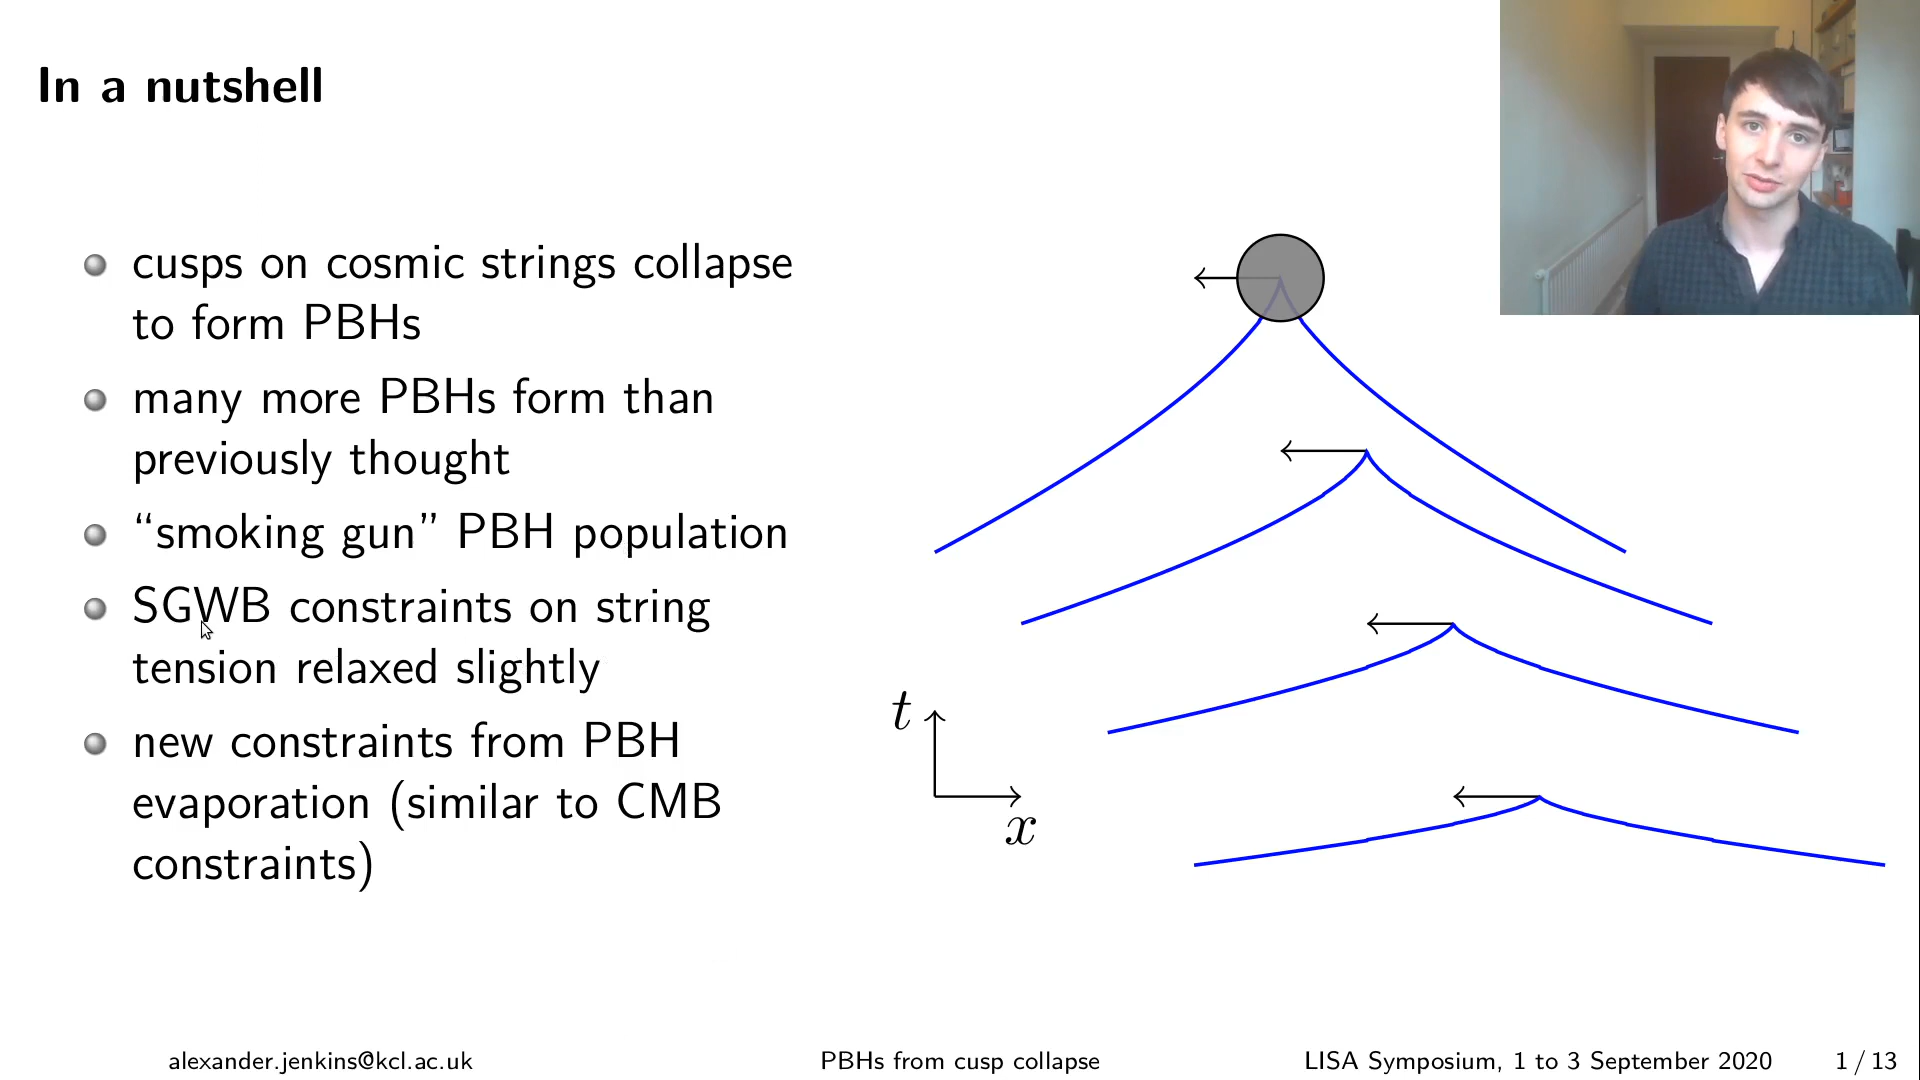 In a nutshell
cusps on cosmic strings collapse
to form PBHs
many more PBHs form than
previously thought
“smoking gun” PBH population
SGWB constraints on string
tension relaxed slightly
new constraints from PBH
evaporation (similar to CMB
constraints)
t
x
alexander.jenkins@kcl.ac.uk
PBHs from cusp collapse
LISA Symposium, 1 to 3 September 2020
1 / 13